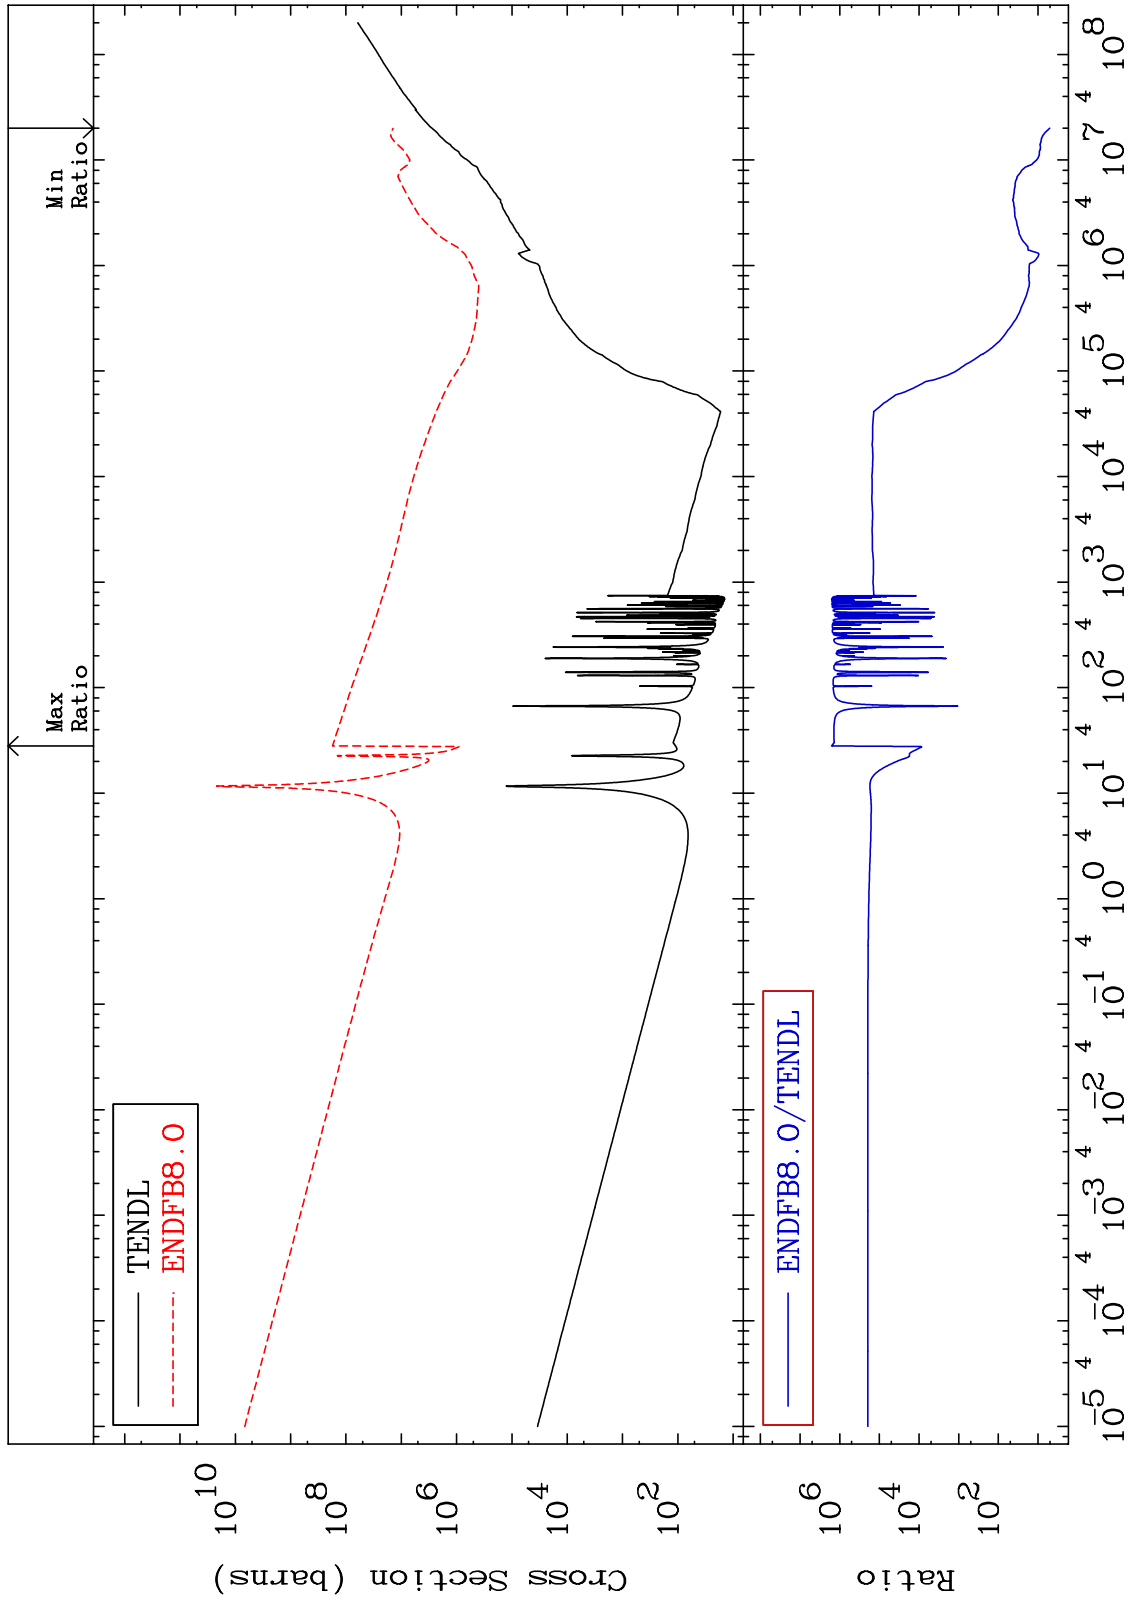 Max
Ratio
Min
Ratio
TENDL
ENDFB8.0
Cross Section (barns)
10^10
10^8
10^6
10^4
10^2
ENDFB8.0/TENDL
Ratio
10^6
10^4
10^2
10^-5 4 10^-4 4 10^-3 4 10^-2 4 10^-1 4 10^0 4 10^1 4 10^2 4 10^3 4 10^4 4 10^5 4 10^6 4 10^7 4 10^8